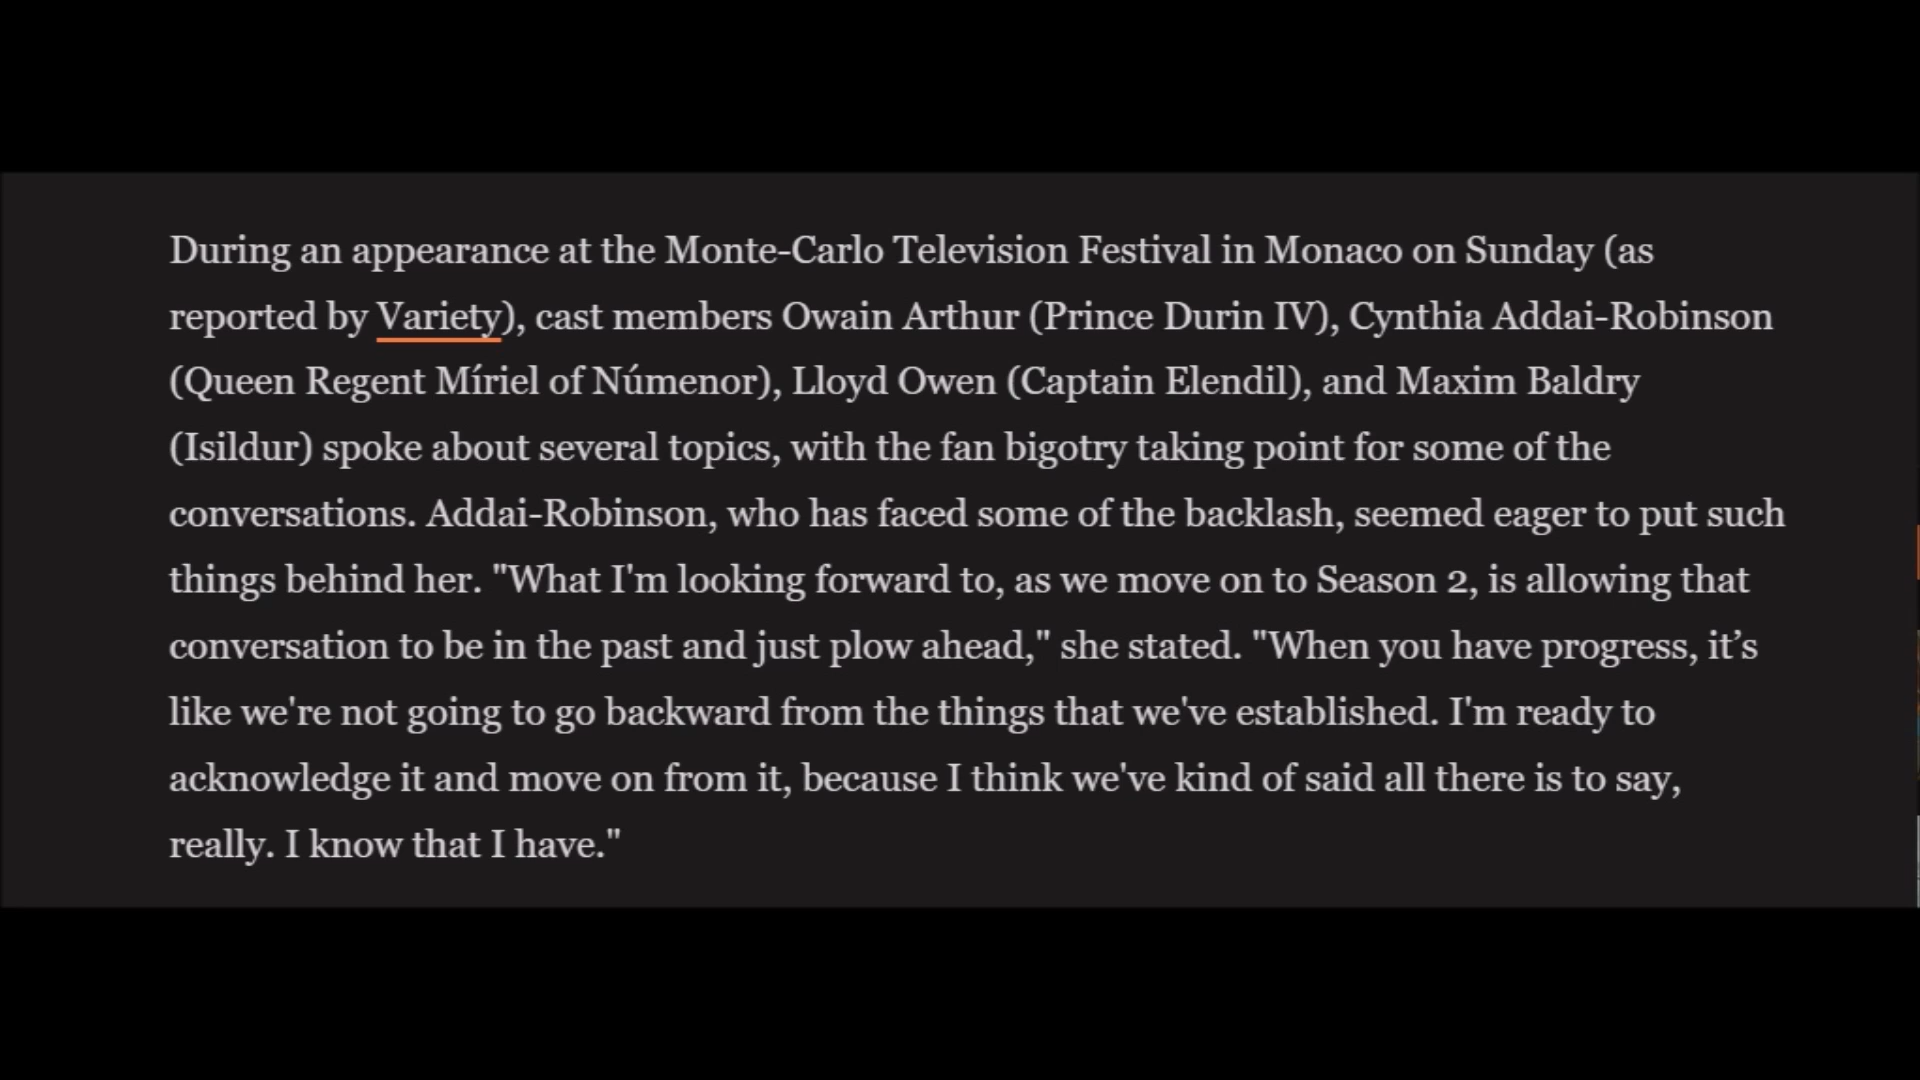 During an appearance at the Monte-Carlo Television Festival in Monaco on Sunday (as
reported by Variety), cast members Owain Arthur (Prince Durin IV), Cynthia Addai-Robinson
(Queen Regent Míriel of Númenor), Lloyd Owen (Captain Elendil), and Maxim Baldry
(Isildur) spoke about several topics, with the fan bigotry taking point for some of the
conversations. Addai-Robinson, who has faced some of the backlash, seemed eager to put such
things behind her. "What I'm looking forward to, as we move on to Season 2, is allowing that
conversation to be in the past and just plow ahead," she stated. "When you have progress, it’s
like we're not going to go backward from the things that we've established. I'm ready to
acknowledge it and move on from it, because I think we've kind of said all there is to say,
really. I know that I have."